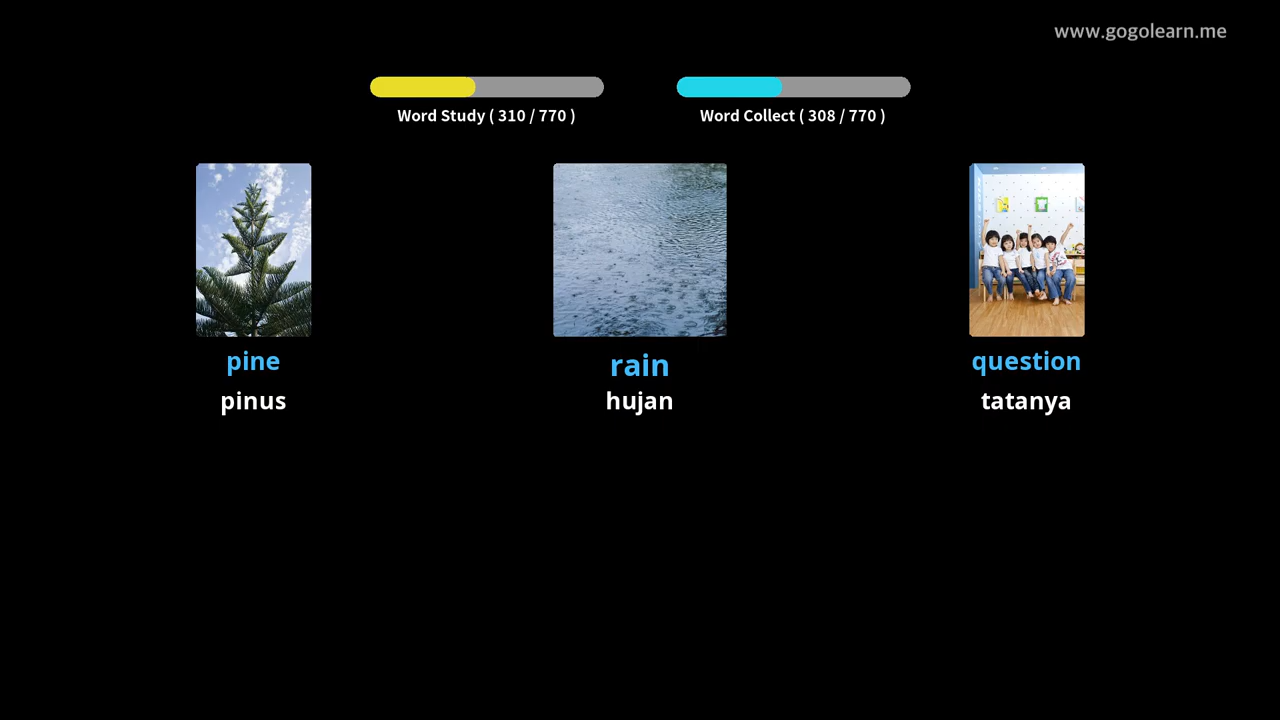 www.gogolearn.me
Word Study ( 310 / 770 )
Word Collect ( 308 / 770 )
pine
rain
question
pinus
hujan
tatanya